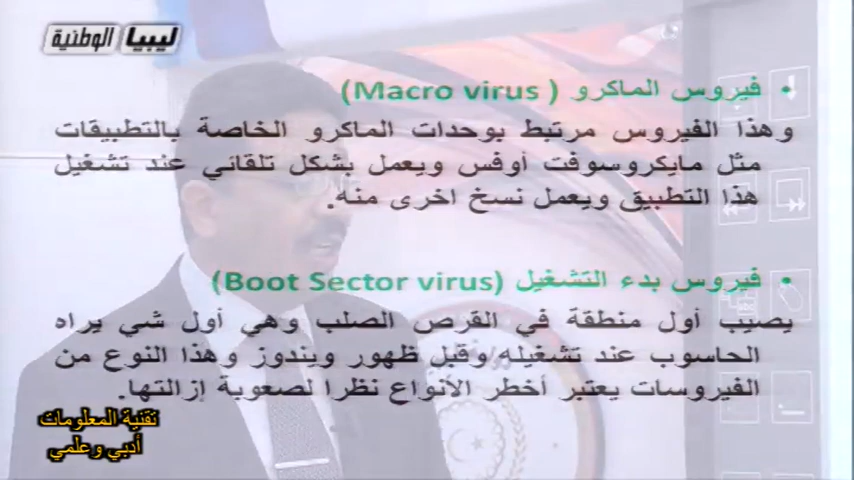 ليبيا الوطنية
• فيروس الماكرو ( Macro virus)
وهذا الفيروس مرتبط بوحدات الماكرو الخاصة بالتطبيقات
مثل مايكروسوفت أوفس ويعمل بشكل تلقائي عند تشغيل
هذا التطبيق ويعمل نسخ اخرى منه.
• فيروس بدء التشغيل (Boot Sector virus)
يصيب أول منطقة في القرص الصلب وهي أول شي يراه
الحاسوب عند تشغيله وقبل ظهور ويندوز وهذا النوع من
الفيروسات يعتبر أخطر الأنواع نظرا لصعوبة إزالتها.
تقنية المعلومات
أدبي وعلمي